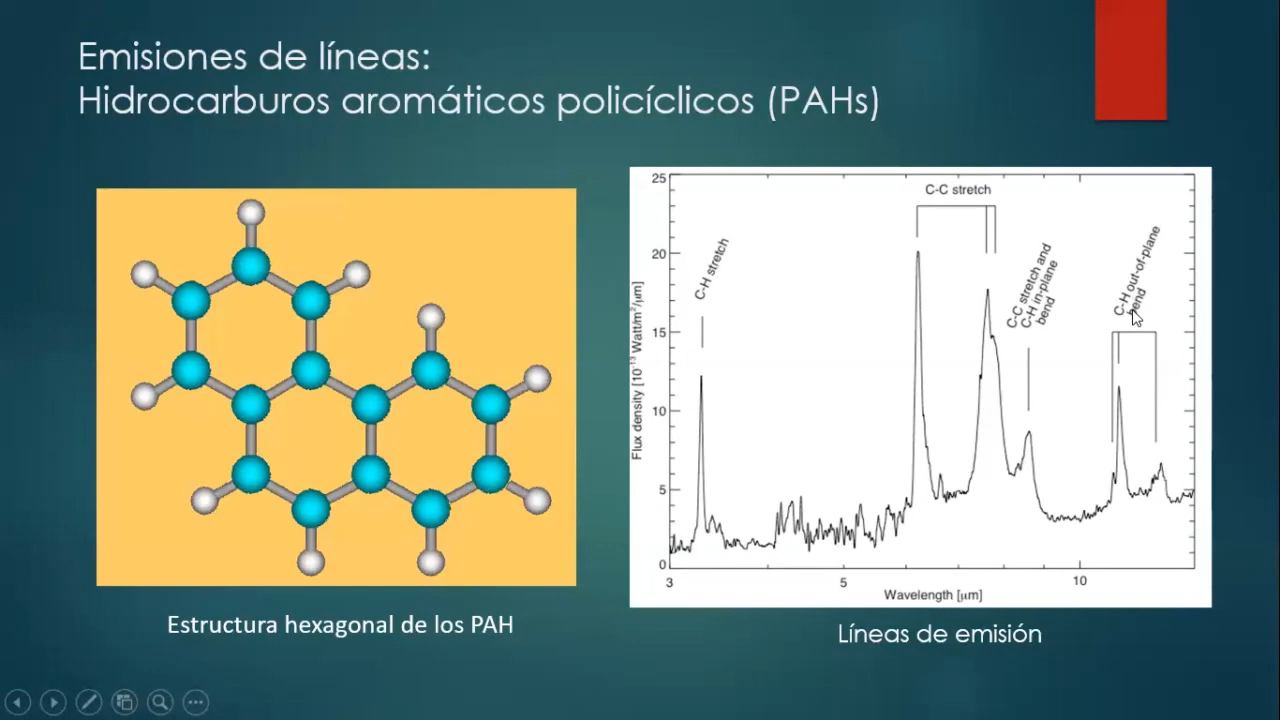 Emisiones de líneas:
Hidrocarburos aromáticos policíclicos (PAHs)
Estructura hexagonal de los PAH
25
20
15
10
5
0
Flux density [10⁻¹³ Watt/m²/μm]
C-H stretch
C-C stretch
C-C stretch and
C-H in-plane
bend
C-H out-of-plane
bend
3
5
10
Wavelength [μm]
Líneas de emisión